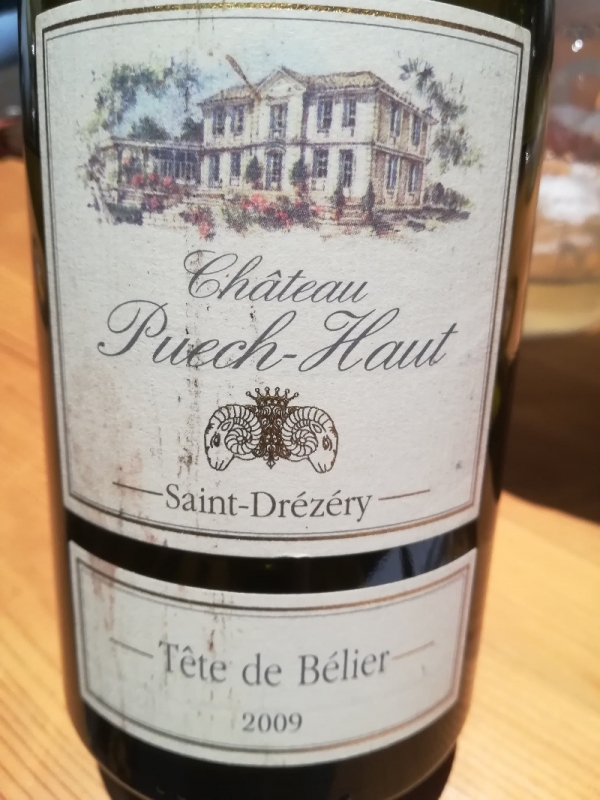 Château
Puech-Haut
Saint-Drézéry
Tête de Bélier
2009